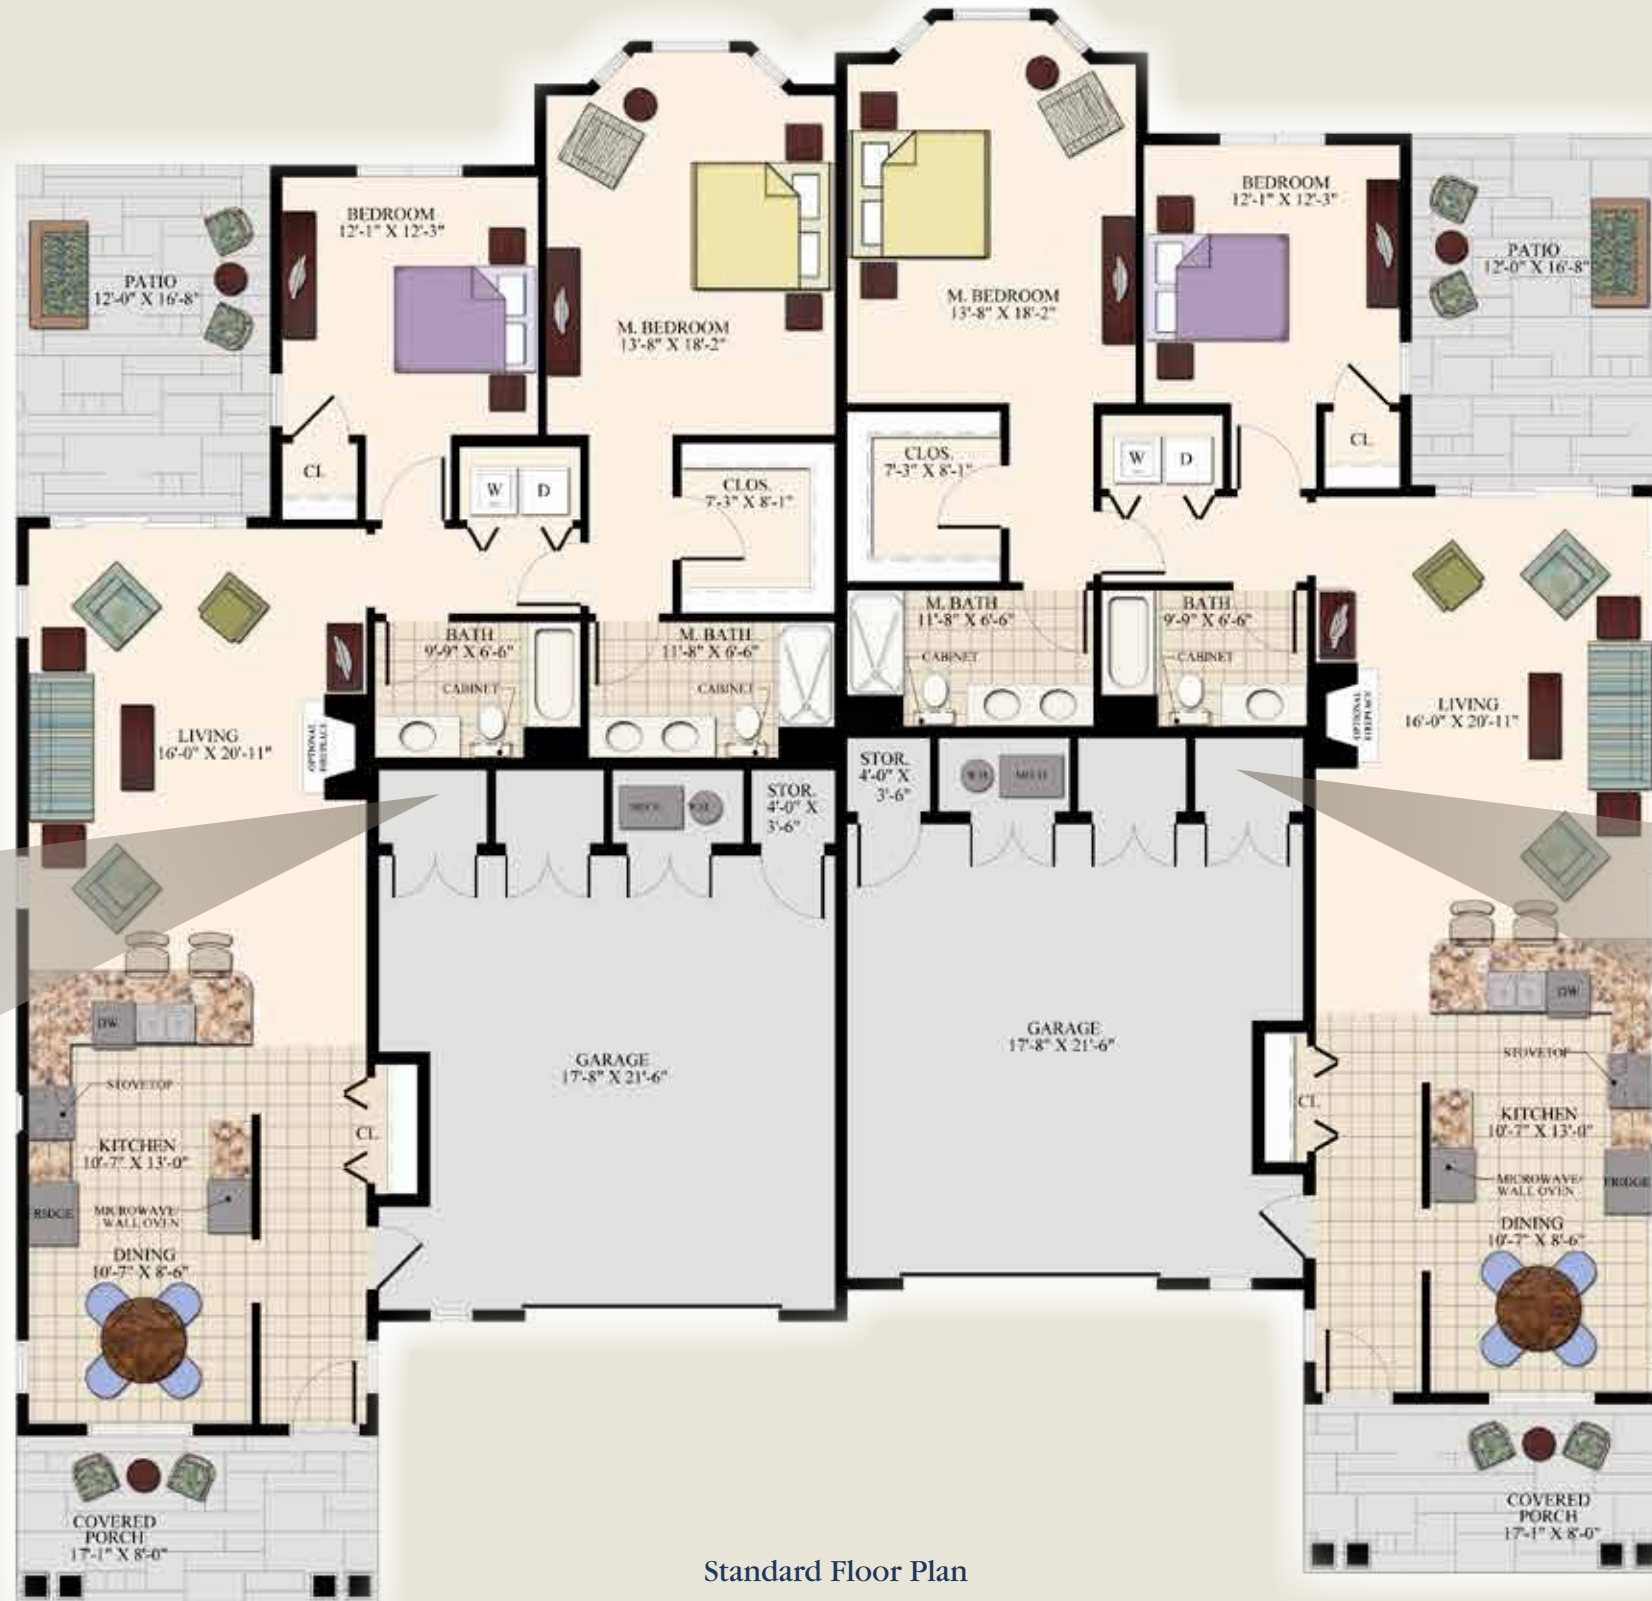 BEDROOM
12'-1" X 12'-3"
PATIO
12'-0" X 16'-8"
M. BEDROOM
13'-8" X 18'-2"
CL
W D
CLOS.
7'-3" X 8'-1"
BATH
9'-9" X 6'-6"
CABINET
M. BATH
11'-8" X 6'-6"
CABINET
LIVING
16'-0" X 20'-11"
OPTIONAL
FIREPLACE
STOR.
4'-0" X
3'-6"
DW
STOVETOP
KITCHEN
10'-7" X 13'-0"
MICROWAVE/
WALL OVEN
DINING
10'-7" X 8'-6"
CL
GARAGE
17'-8" X 21'-6"
COVERED
PORCH
17'-1" X 8'-0"
M. BEDROOM
13'-8" X 18'-2"
BEDROOM
12'-1" X 12'-3"
PATIO
12'-0" X 16'-8"
CLOS.
7'-3" X 8'-1"
W D
CL
M. BATH
11'-8" X 6'-6"
CABINET
BATH
9'-9" X 6'-6"
CABINET
LIVING
16'-0" X 20'-11"
OPTIONAL
FIREPLACE
STOR.
4'-0" X
3'-6"
GARAGE
17'-8" X 21'-6"
CL
DW
STOVETOP
KITCHEN
10'-7" X 13'-0"
MICROWAVE/
WALL OVEN
FRIDGE
DINING
10'-7" X 8'-6"
COVERED
PORCH
17'-1" X 8'-0"
Standard Floor Plan